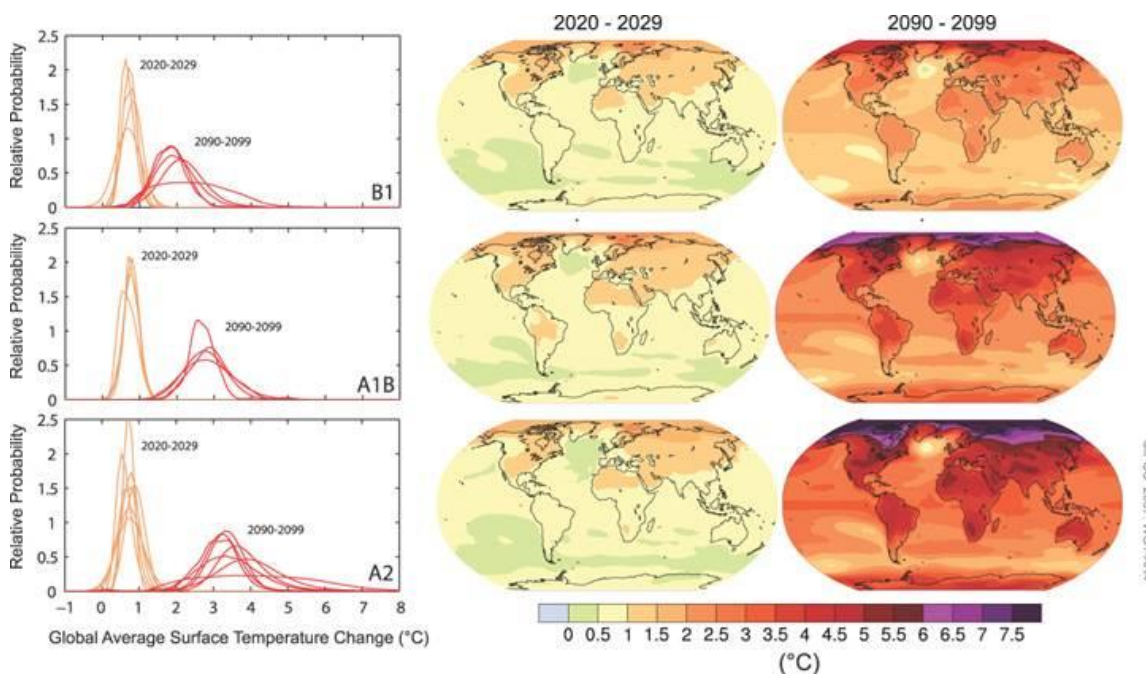 2020 - 2029
2090 - 2099
Relative Probability
2.5
2
1.5
1
0.5
0
2020-2029
2090-2099
B1
Relative Probability
2.5
2
1.5
1
0.5
0
2020-2029
2090-2099
A1B
Relative Probability
2.5
2
1.5
1
0.5
0
2020-2029
2090-2099
A2
−1 0 1 2 3 4 5 6 7 8
Global Average Surface Temperature Change (°C)
0 0.5 1 1.5 2 2.5 3 3.5 4 4.5 5 5.5 6 6.5 7 7.5
(°C)